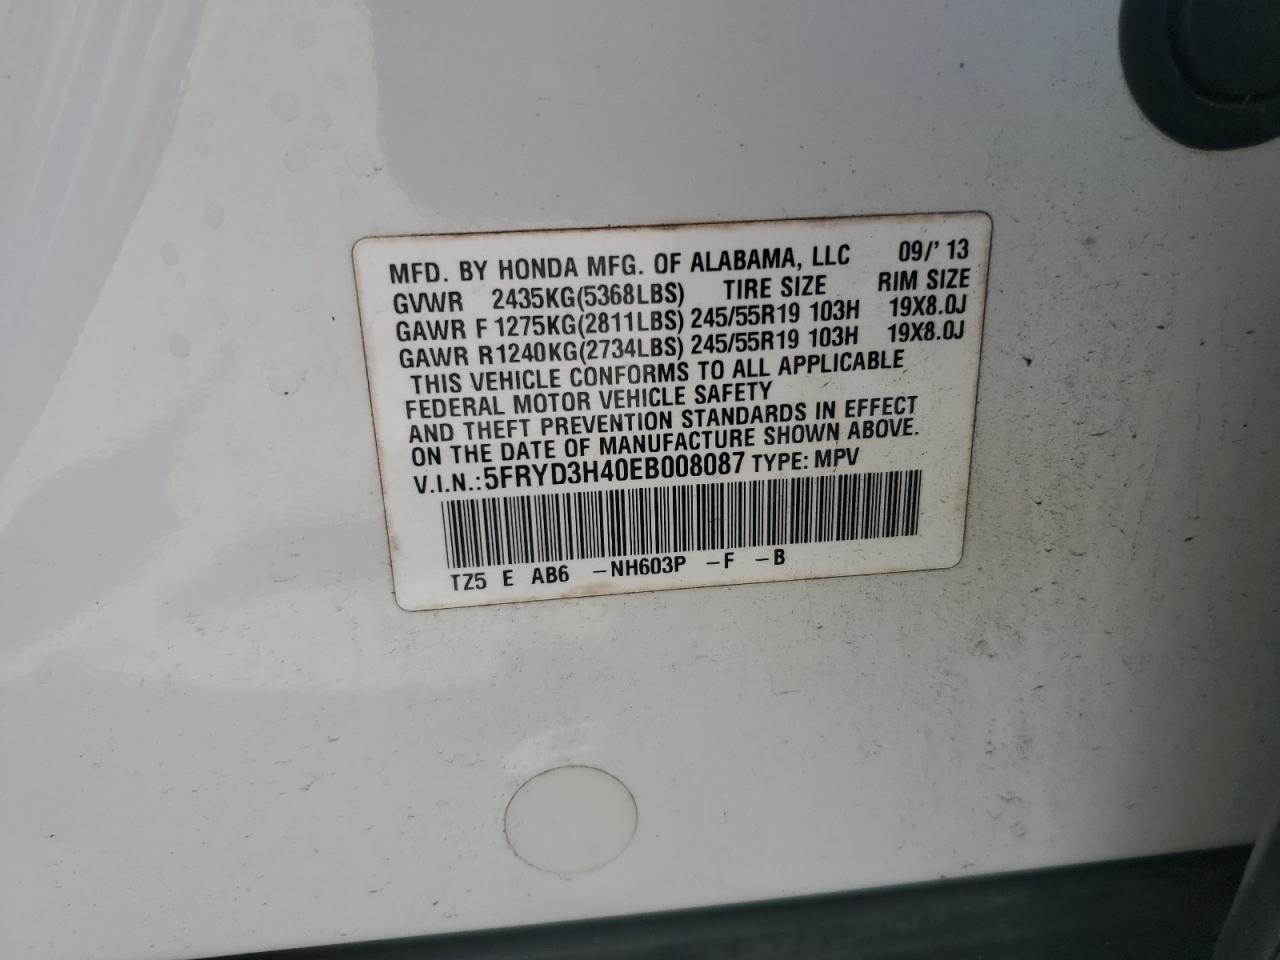 MFD. BY HONDA MFG. OF ALABAMA, LLC 09/' 13
GVWR 2435KG(5368LBS) TIRE SIZE RIM SIZE
GAWR F 1275KG(2811LBS) 245/55R19 103H 19X8.0J
GAWR R1240KG(2734LBS) 245/55R19 103H 19X8.0J
THIS VEHICLE CONFORMS TO ALL APPLICABLE
FEDERAL MOTOR VEHICLE SAFETY
AND THEFT PREVENTION STANDARDS IN EFFECT
ON THE DATE OF MANUFACTURE SHOWN ABOVE.
V.I.N.:5FRYD3H40EB008087 TYPE: MPV
TZ5 E AB6 -NH603P -F -B